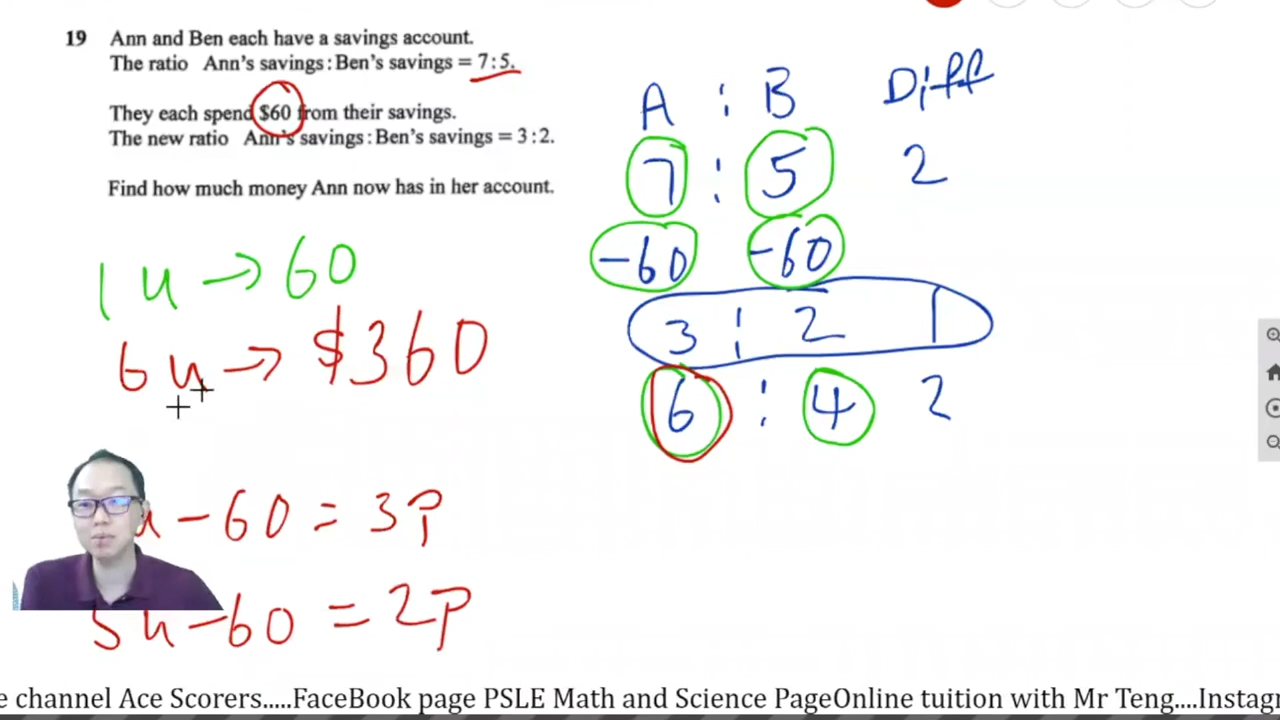 19 Ann and Ben each have a savings account.
The ratio Ann's savings : Ben's savings = 7 : 5.
They each spend $60 from their savings.
The new ratio Ann's savings : Ben's savings = 3 : 2.
Find how much money Ann now has in her account.
A : B Diff
7 : 5 2
-60 -60
3 : 2 1
6 : 4 2
1u → 60
6u → $360
u - 60 = 3p
5u - 60 = 2p
e channel Ace Scorers.....FaceBook page PSLE Math and Science PageOnline tuition with Mr Teng....Instag